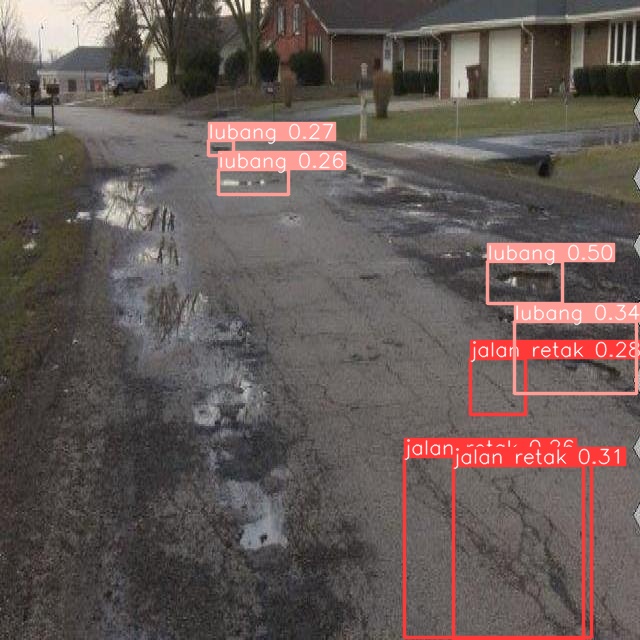 lubang 0.27
lubang 0.26
lubang 0.50
lubang 0.34
jalan retak 0.28
jalan retak 0.26
jalan retak 0.31